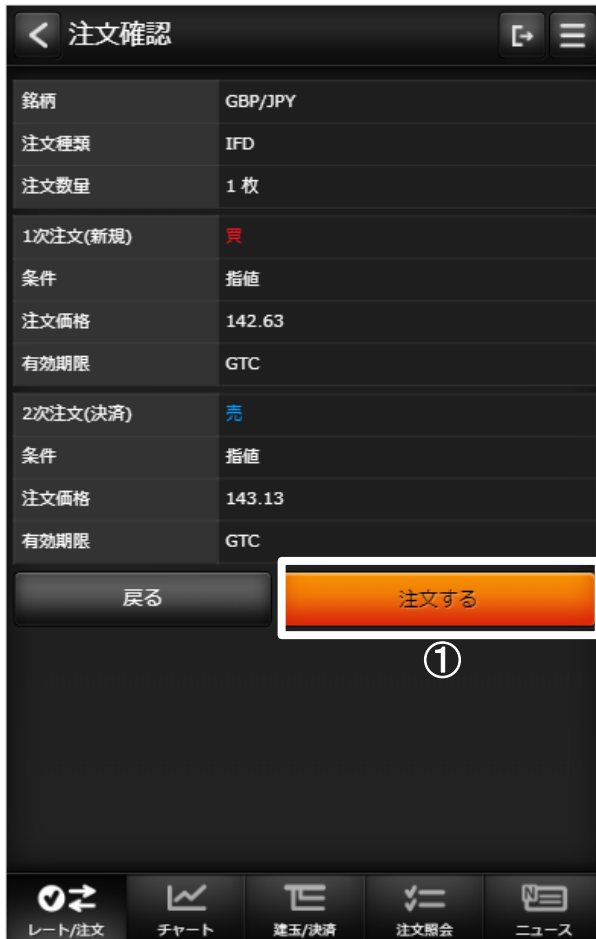 注文確認
銘柄 GBP/JPY
注文種類 IFD
注文数量 1 枚
1次注文(新規) 買
条件 指値
注文価格 142.63
有効期限 GTC
2次注文(決済) 売
条件 指値
注文価格 143.13
有効期限 GTC
戻る 注文する
①
N
レート/注文 チャート 建玉/決済 注文照会 ニュース